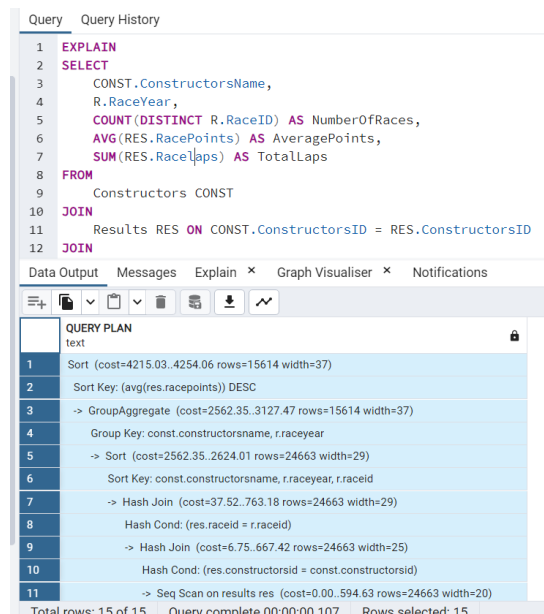 Query Query History
1 EXPLAIN
2 SELECT
3 CONST.ConstructorsName,
4 R.RaceYear,
5 COUNT(DISTINCT R.RaceID) AS NumberOfRaces,
6 AVG(RES.RacePoints) AS AveragePoints,
7 SUM(RES.Racelaps) AS TotalLaps
8 FROM
9 Constructors CONST
10 JOIN
11 Results RES ON CONST.ConstructorsID = RES.ConstructorsID
12 JOIN
Data Output Messages Explain × Graph Visualiser × Notifications
QUERY PLAN
text
1 Sort (cost=4215.03..4254.06 rows=15614 width=37)
2 Sort Key: (avg(res.racepoints)) DESC
3 -> GroupAggregate (cost=2562.35..3127.47 rows=15614 width=37)
4 Group Key: const.constructorsname, r.raceyear
5 -> Sort (cost=2562.35..2624.01 rows=24663 width=29)
6 Sort Key: const.constructorsname, r.raceyear, r.raceid
7 -> Hash Join (cost=37.52..763.18 rows=24663 width=29)
8 Hash Cond: (res.raceid = r.raceid)
9 -> Hash Join (cost=6.75..667.42 rows=24663 width=25)
10 Hash Cond: (res.constructorsid = const.constructorsid)
11 -> Seq Scan on results res (cost=0.00..594.63 rows=24663 width=20)
Total rows: 15 of 15 Query complete 00:00:00.107 Rows selected: 15